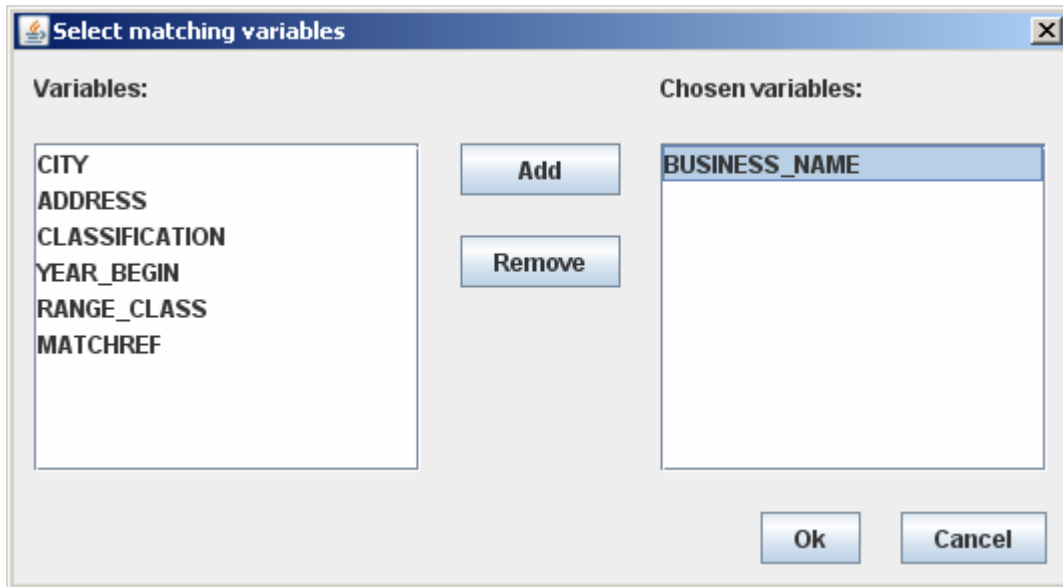 Select matching variables
Variables:
Chosen variables:
CITY
ADDRESS
CLASSIFICATION
YEAR_BEGIN
RANGE_CLASS
MATCHREF
Add
Remove
BUSINESS_NAME
Ok
Cancel